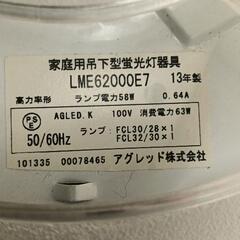 家庭用吊下型蛍光灯器具
LME62000E7 13年製
高力率形 ランプ電力58W 0.64A
PSE AGLED.K 100V 消費電力63W
50/60Hz ランプ:FCL30/28×1
FCL32/30×1
101335 00078465 アグレッド株式会社